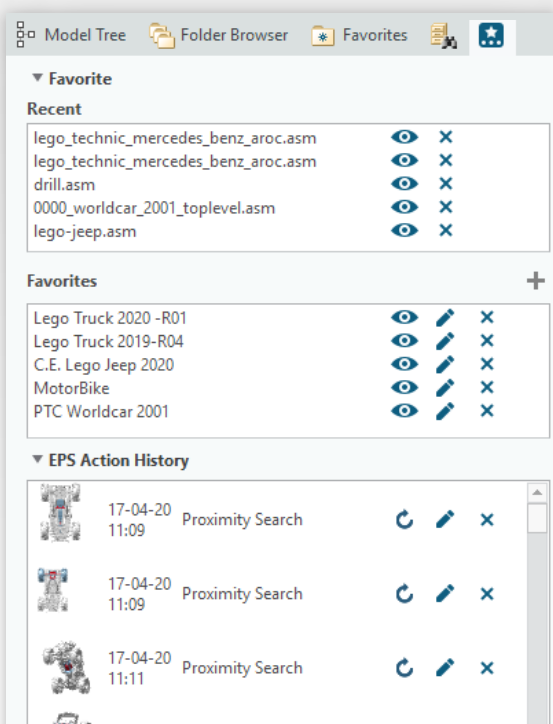 Model Tree Folder Browser Favorites
Favorite
Recent
lego_technic_mercedes_benz_aroc.asm
lego_technic_mercedes_benz_aroc.asm
drill.asm
0000_worldcar_2001_toplevel.asm
lego-jeep.asm
Favorites
Lego Truck 2020 -R01
Lego Truck 2019-R04
C.E. Lego Jeep 2020
MotorBike
PTC Worldcar 2001
EPS Action History
17-04-20
11:09 Proximity Search
17-04-20
11:09 Proximity Search
17-04-20
11:11 Proximity Search